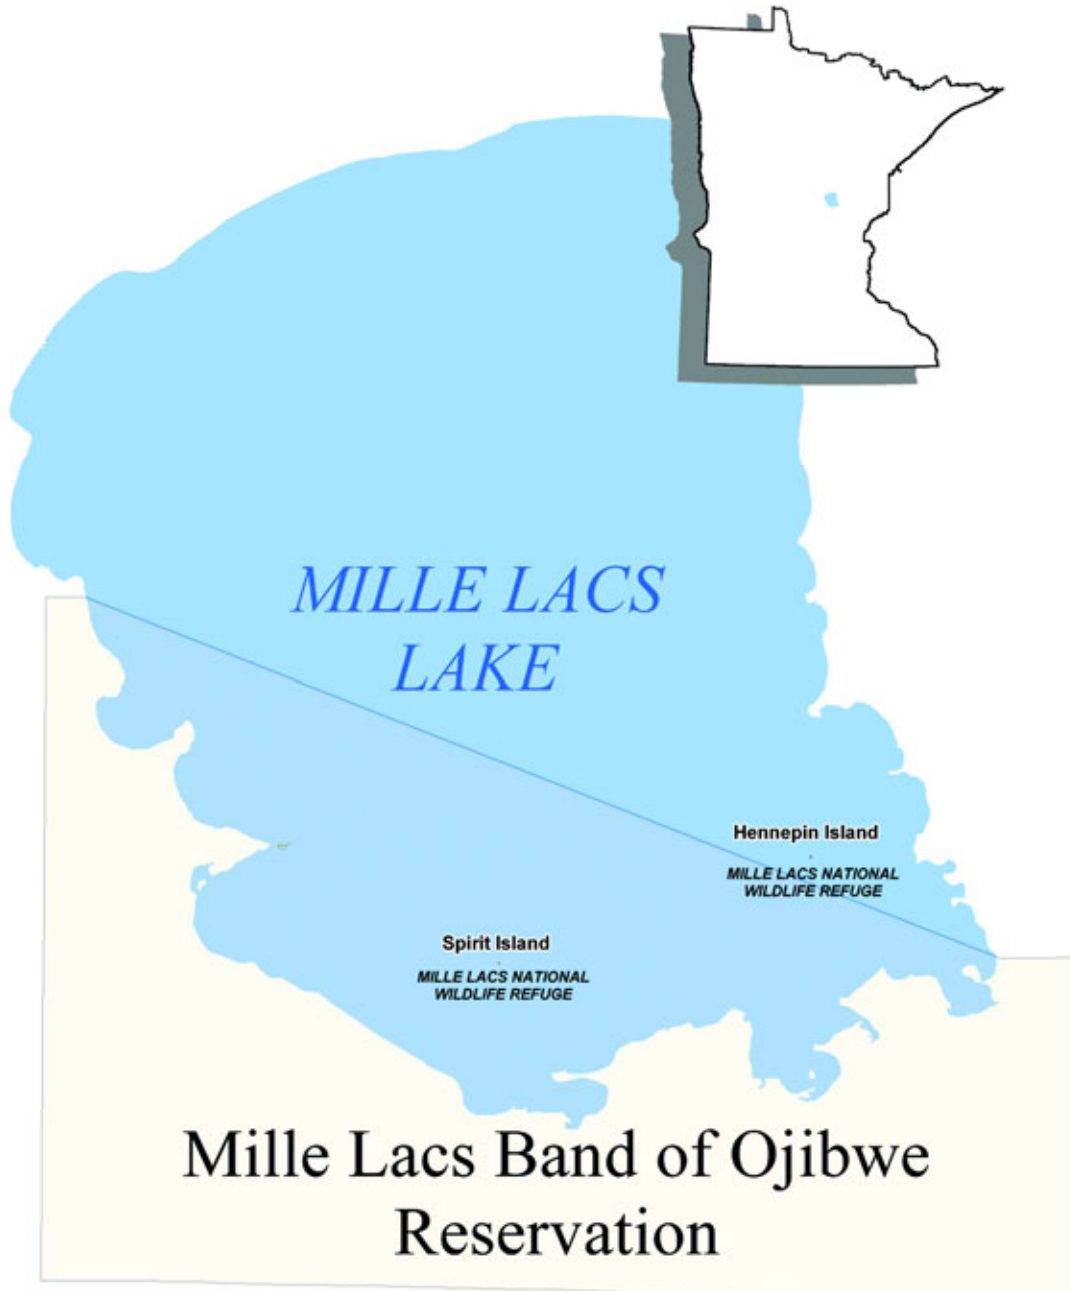 MILLE LACS
LAKE
Hennepin Island
MILLE LACS NATIONAL
WILDLIFE REFUGE
Spirit Island
MILLE LACS NATIONAL
WILDLIFE REFUGE
Mille Lacs Band of Ojibwe
Reservation